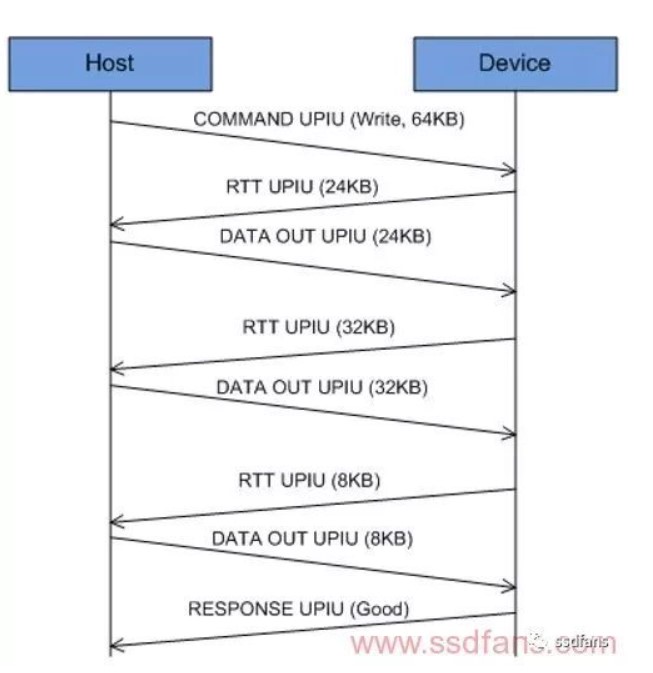 Host
Device
COMMAND UPIU (Write, 64KB)
RTT UPIU (24KB)
DATA OUT UPIU (24KB)
RTT UPIU (32KB)
DATA OUT UPIU (32KB)
RTT UPIU (8KB)
DATA OUT UPIU (8KB)
RESPONSE UPIU (Good)
www.ssdfans.com
ssdfans